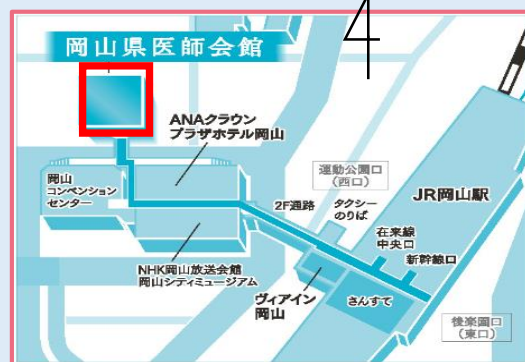 岡山県医師会館
ANAクラウン
プラザホテル岡山
岡山
コンベンション
センター
運動公園口
(西口)
2F通路
タクシー
のりば
JR岡山駅
在来線
中央口
新幹線口
NHK岡山放送会館
岡山シティミュージアム
ヴィアイン
岡山
さんすて
後楽園口
(東口)
4